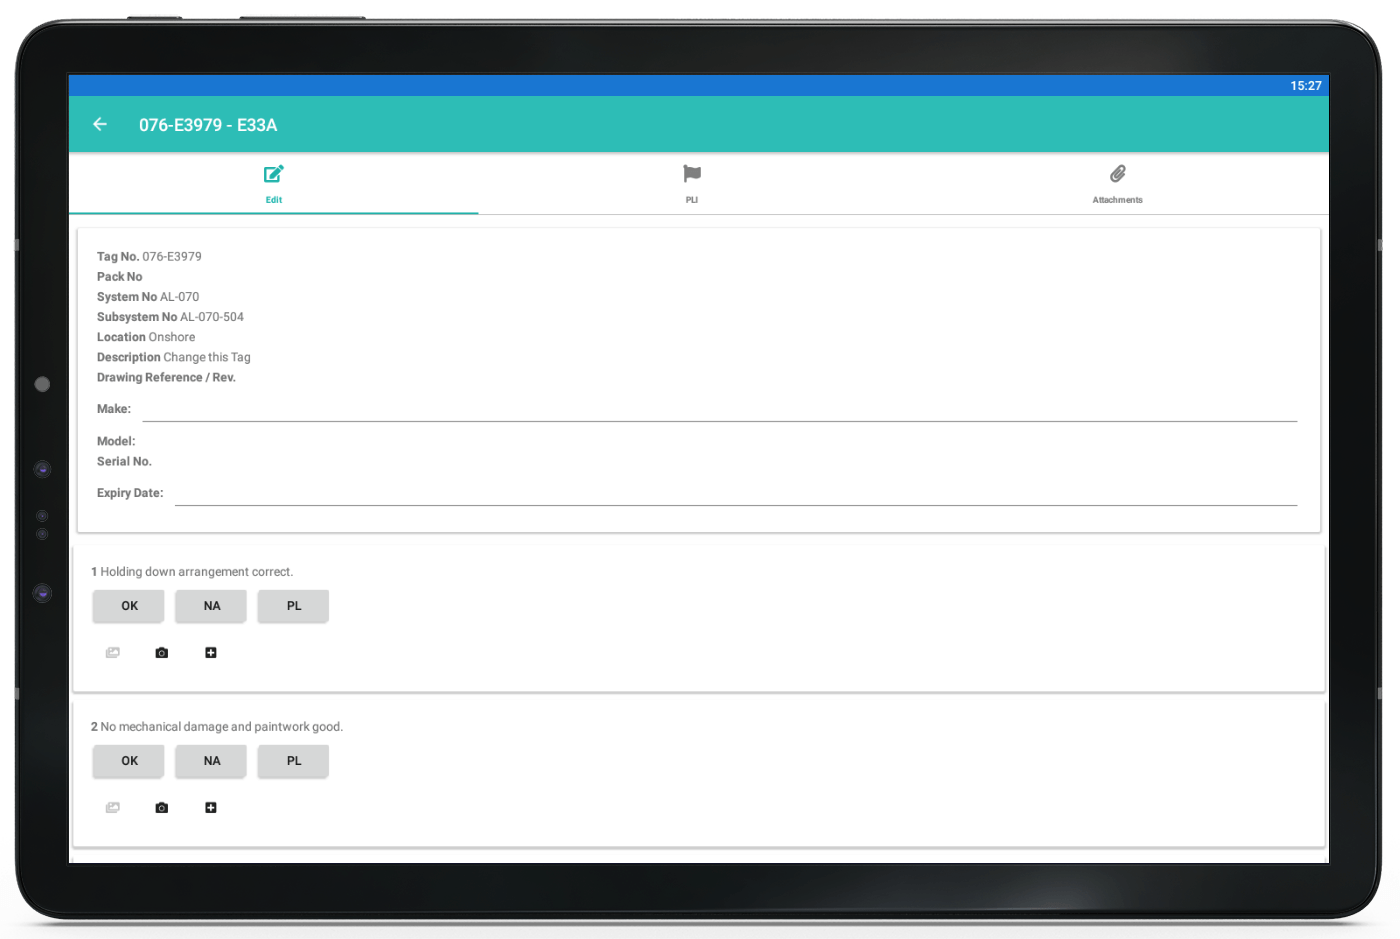 15:27
076-E3979 - E33A
Edit
PLI
Attachments
Tag No. 076-E3979
Pack No
System No AL-070
Subsystem No AL-070-504
Location Onshore
Description Change this Tag
Drawing Reference / Rev.
Make:
Model:
Serial No.
Expiry Date:
1 Holding down arrangement correct.
OK NA PL
2 No mechanical damage and paintwork good.
OK NA PL